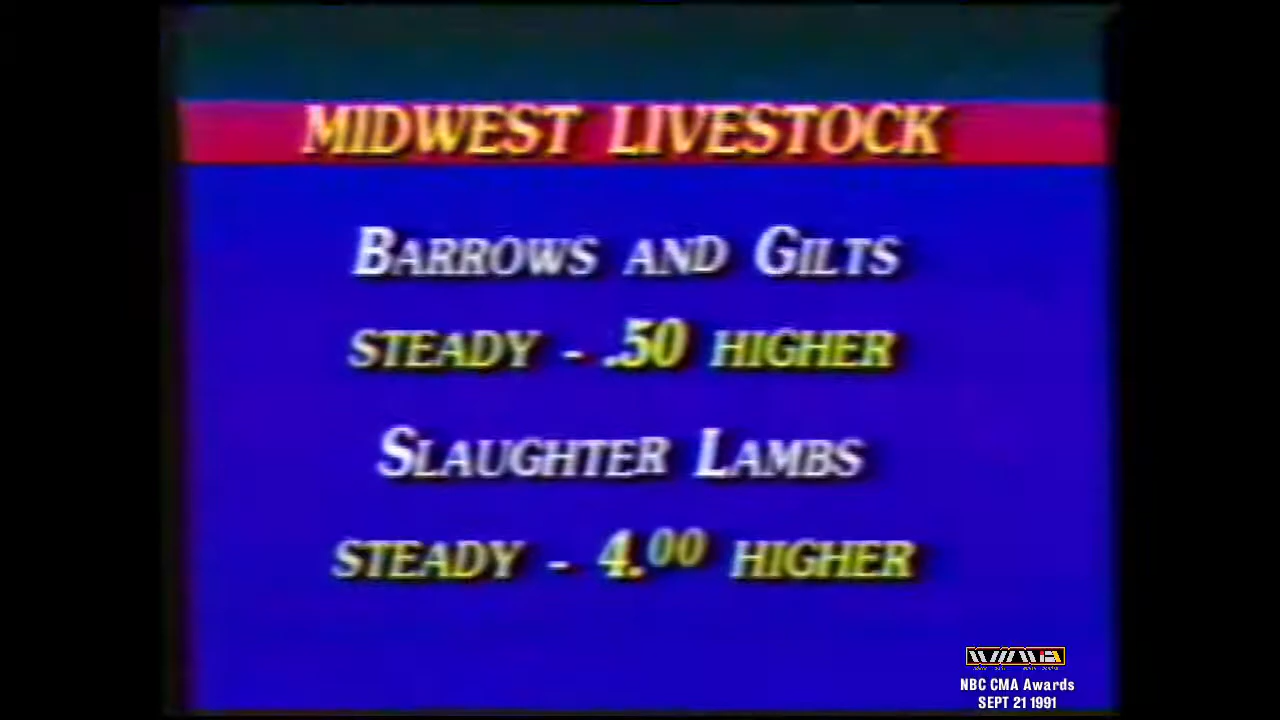 MIDWEST LIVESTOCK
BARROWS AND GILTS
STEADY - .50 HIGHER
SLAUGHTER LAMBS
STEADY - 4.00 HIGHER
NBC CMA Awards
SEPT 21 1991